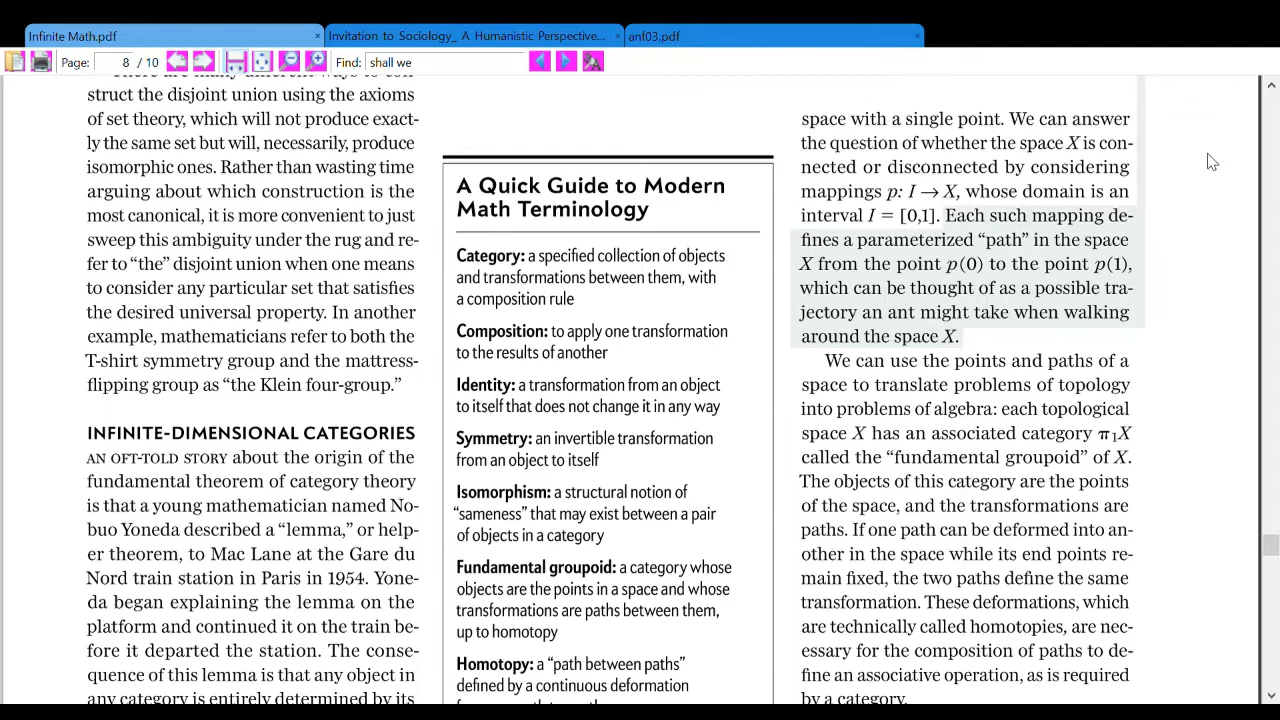 Infinite Math.pdf ×
Invitation to Sociology_ A Humanistic Perspective... ×
anf03.pdf ×
Page: 8 / 10 Find: shall we
There are many different ways to con-
struct the disjoint union using the axioms
of set theory, which will not produce exact-
ly the same set but will, necessarily, produce
isomorphic ones. Rather than wasting time
arguing about which construction is the
most canonical, it is more convenient to just
sweep this ambiguity under the rug and re-
fer to “the” disjoint union when one means
to consider any particular set that satisfies
the desired universal property. In another
example, mathematicians refer to both the
T-shirt symmetry group and the mattress-
flipping group as “the Klein four-group.”
INFINITE-DIMENSIONAL CATEGORIES
AN OFT-TOLD STORY about the origin of the
fundamental theorem of category theory
is that a young mathematician named No-
buo Yoneda described a “lemma,” or help-
er theorem, to Mac Lane at the Gare du
Nord train station in Paris in 1954. Yone-
da began explaining the lemma on the
platform and continued it on the train be-
fore it departed the station. The conse-
quence of this lemma is that any object in
any category is entirely determined by its
A Quick Guide to Modern
Math Terminology
Category: a specified collection of objects
and transformations between them, with
a composition rule
Composition: to apply one transformation
to the results of another
Identity: a transformation from an object
to itself that does not change it in any way
Symmetry: an invertible transformation
from an object to itself
Isomorphism: a structural notion of
“sameness” that may exist between a pair
of objects in a category
Fundamental groupoid: a category whose
objects are the points in a space and whose
transformations are paths between them,
up to homotopy
Homotopy: a “path between paths”
defined by a continuous deformation
space with a single point. We can answer
the question of whether the space X is con-
nected or disconnected by considering
mappings p: I → X, whose domain is an
interval I = [0,1]. Each such mapping de-
fines a parameterized “path” in the space
X from the point p(0) to the point p(1),
which can be thought of as a possible tra-
jectory an ant might take when walking
around the space X.
We can use the points and paths of a
space to translate problems of topology
into problems of algebra: each topological
space X has an associated category π₁X
called the “fundamental groupoid” of X.
The objects of this category are the points
of the space, and the transformations are
paths. If one path can be deformed into an-
other in the space while its end points re-
main fixed, the two paths define the same
transformation. These deformations, which
are technically called homotopies, are nec-
essary for the composition of paths to de-
fine an associative operation, as is required
by a category.